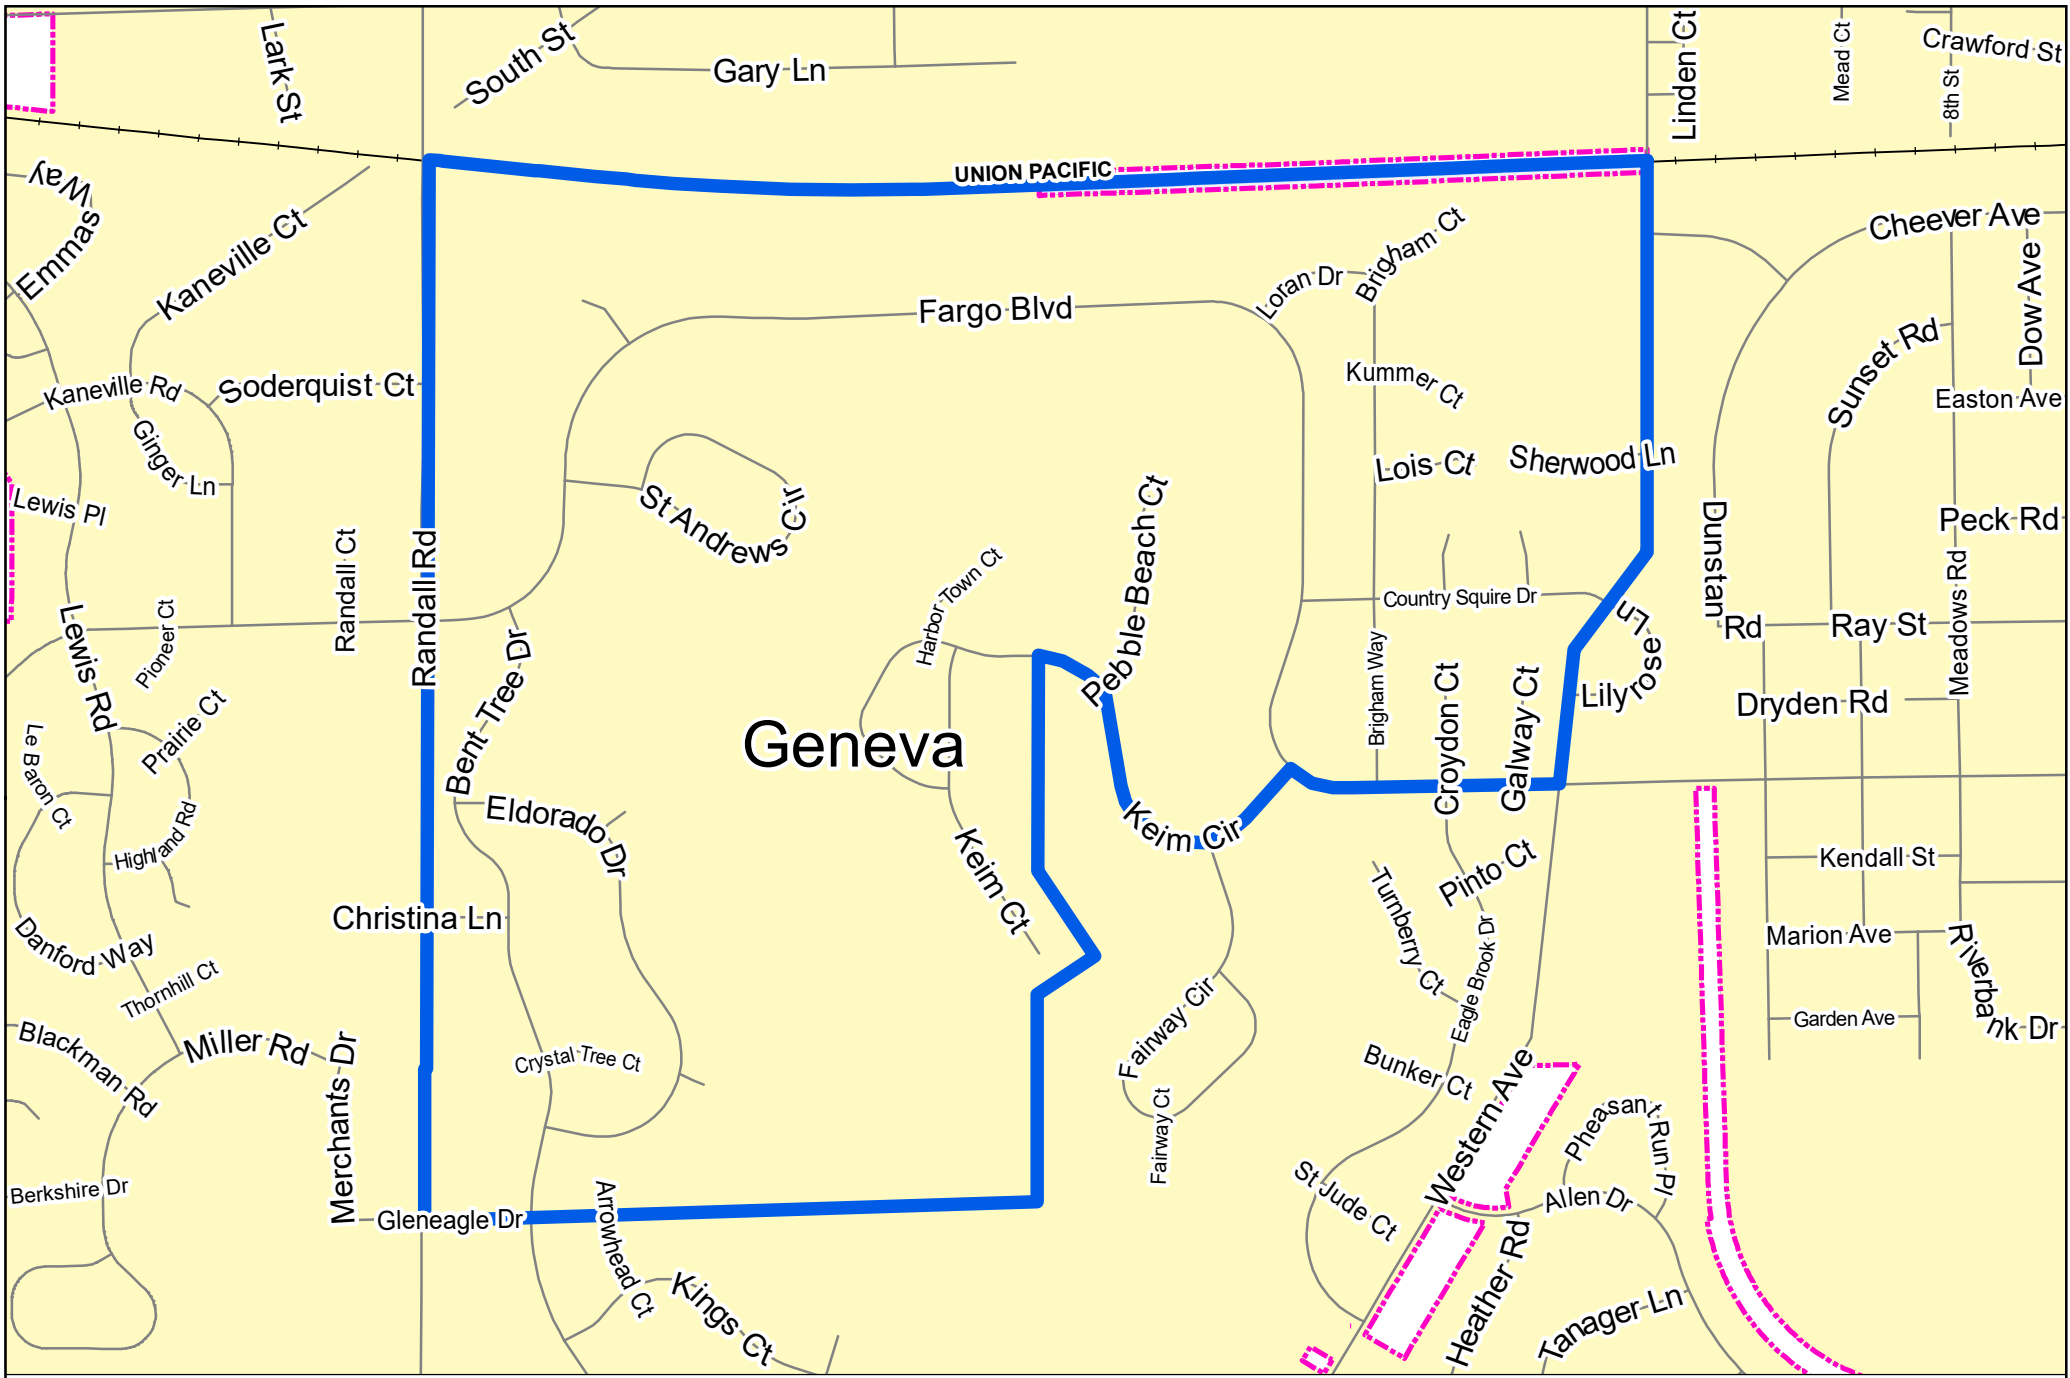 Lark St
South St
Gary Ln
Linden Ct
Mead Ct
8th St
Crawford St
UNION PACIFIC
Emmas Way
Kaneville Ct
Cheever Ave
Dow Ave
Brigham Ct
Loran Dr
Fargo Blvd
Sunset Rd
Kaneville Rd
Soderquist Ct
Kummer Ct
Easton Ave
Ginger Ln
Lewis Pl
St Andrews Cir
Lois Ct
Sherwood Ln
Peck Rd
Randall Ct
Randall Rd
Harbor Town Ct
Pebble Beach Ct
Country Squire Dr
Dunstan Rd
Ray St
Meadows Rd
Lewis Rd
Pioneer Ct
Bent Tree Dr
Brigham Way
Lilyrose Ln
Croydon Ct
Galway Ct
Dryden Rd
Prairie Ct
Le Baron Ct
Geneva
Highland Rd
Eldorado Dr
Keim Cir
Keim Ct
Pinto Ct
Kendall St
Christina Ln
Turnberry Ct
Eagle Brook Dr
Marion Ave
Riverbank Dr
Danford Way
Thornhill Ct
Fairway Cir
Garden Ave
Blackman Rd
Miller Rd
Merchants Dr
Crystal Tree Ct
Bunker Ct
Western Ave
Fairway Ct
Pheasant Run Pl
Berkshire Dr
Gleneagle Dr
Arrowhead Ct
St Jude Ct
Allen Dr
Heather Rd
Kings Ct
Tanager Ln